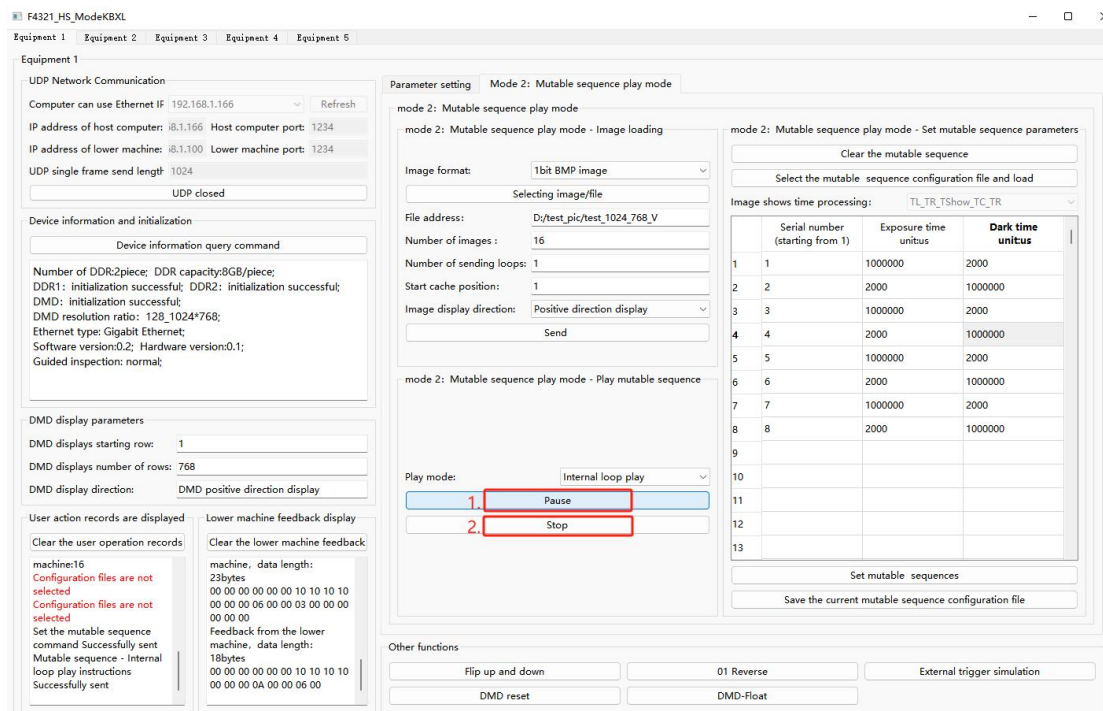 F4321_HS_ModeKBXL
Equipment 1 Equipment 2 Equipment 3 Equipment 4 Equipment 5
Equipment 1
UDP Network Communication
Computer can use Ethernet IF 192.168.1.166 Refresh
IP address of host computer: i8.1.166 Host computer port: 1234
IP address of lower machine: i8.1.100 Lower machine port: 1234
UDP single frame send length 1024
UDP closed
Device information and initialization
Device information query command
Number of DDR:2piece; DDR capacity:8GB/piece;
DDR1: initialization successful; DDR2: initialization successful;
DMD: initialization successful;
DMD resolution ratio: 128_1024*768;
Ethernet type: Gigabit Ethernet;
Software version:0.2; Hardware version:0.1;
Guided inspection: normal;
DMD display parameters
DMD displays starting row: 1
DMD displays number of rows: 768
DMD display direction: DMD positive direction display
User action records are displayed
Clear the user operation records
machine:16
Configuration files are not
selected
Configuration files are not
selected
Set the mutable sequence
command Successfully sent
Mutable sequence - Internal
loop play instructions
Successfully sent
Lower machine feedback display
Clear the lower machine feedback
machine, data length:
23bytes
00 00 00 00 00 00 10 10 10 10
00 00 00 06 00 00 03 00 00 00
00 00 00
Feedback from the lower
machine, data length:
18bytes
00 00 00 00 00 00 10 10 10 10
00 00 00 0A 00 00 06 00
Parameter setting Mode 2: Mutable sequence play mode
mode 2: Mutable sequence play mode
mode 2: Mutable sequence play mode - Image loading
Image format: 1bit BMP image
Selecting image/file
File address: D:/test_pic/test_1024_768_V
Number of images : 16
Number of sending loops: 1
Start cache position: 1
Image display direction: Positive direction display
Send
mode 2: Mutable sequence play mode - Play mutable sequence
Play mode: Internal loop play
1. Pause
2. Stop
mode 2: Mutable sequence play mode - Set mutable sequence parameters
Clear the mutable sequence
Select the mutable sequence configuration file and load
Image shows time processing: TL_TR_TShow_TC_TR
Serial number (starting from 1) Exposure time unit:us Dark time unit:us
1 1 1000000 2000
2 2 2000 1000000
3 3 1000000 2000
4 4 2000 1000000
5 5 1000000 2000
6 6 2000 1000000
7 7 1000000 2000
8 8 2000 1000000
9
10
11
12
13
Set mutable sequences
Save the current mutable sequence configuration file
Other functions
Flip up and down 01 Reverse External trigger simulation
DMD reset DMD-Float